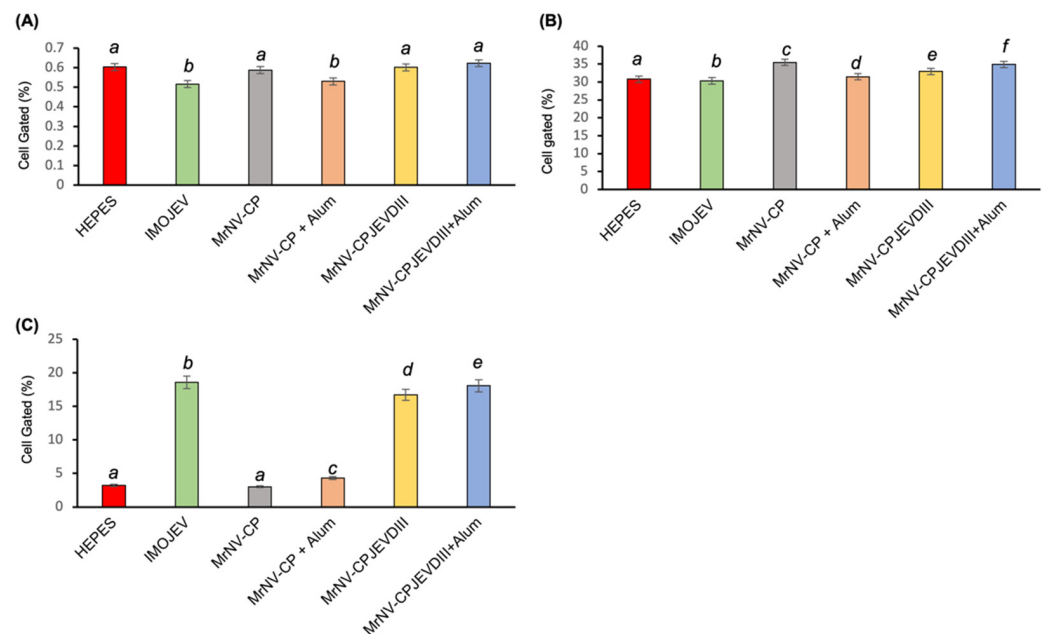 (A)
Cell Gated (%)
0.7
0.6
0.5
0.4
0.3
0.2
0.1
0
a
b
a
b
a
a
HEPES
IMOJEV
MrNV-CP
MrNV-CP + Alum
MrNV-CPJEVDIII
MrNV-CPJEVDIII+Alum
(B)
Cell gated (%)
40
35
30
25
20
15
10
5
0
a
b
c
d
e
f
HEPES
IMOJEV
MrNV-CP
MrNV-CP + Alum
MrNV-CPJEVDIII
MrNV-CPJEVDIII+Alum
(C)
Cell Gated (%)
25
20
15
10
5
0
a
b
a
c
d
e
HEPES
IMOJEV
MrNV-CP
MrNV-CP + Alum
MrNV-CPJEVDIII
MrNV-CPJEVDIII+Alum